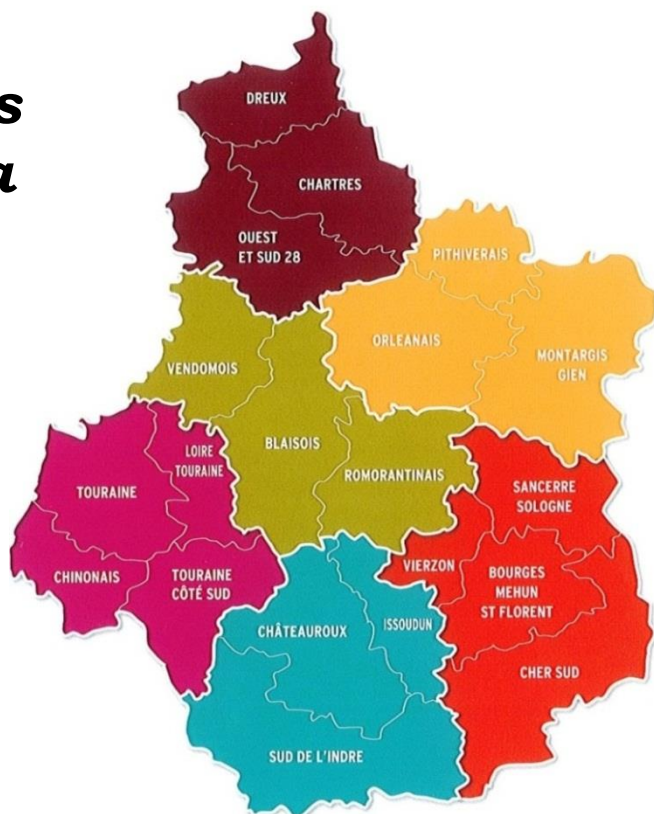 s
a
DREUX
CHARTRES
OUEST
ET SUD 28
PITHIVERAIS
ORLEANAIS
MONTARGIS
GIEN
VENDOMOIS
BLAISOIS
ROMORANTINAIS
LOIRE
TOURAINE
TOURAINE
SANCERRE
SOLOGNE
CHINONAIS
TOURAINE
CÔTÉ SUD
VIERZON
BOURGES
MEHUN
ST FLORENT
CHÂTEAUROUX
ISSOUDUN
CHER SUD
SUD DE L'INDRE